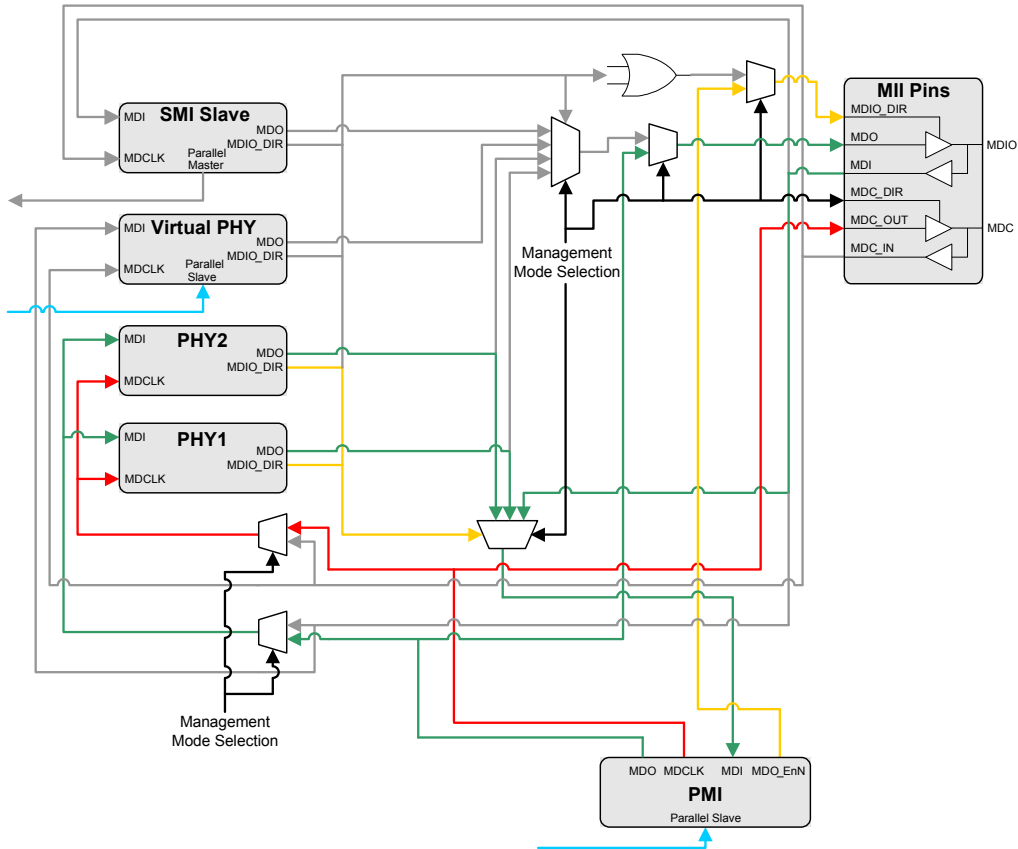 SMI Slave
MDI
MDCLK
MDO
MDIO_DIR
Parallel
Master
Virtual PHY
MDI
MDCLK
MDO
MDIO_DIR
Parallel
Slave
PHY2
MDI
MDCLK
MDO
MDIO_DIR
PHY1
MDI
MDCLK
MDO
MDIO_DIR
Management
Mode Selection
MII Pins
MDIO_DIR
MDO
MDI
MDC_DIR
MDC_OUT
MDC_IN
MDIO
MDC
Management
Mode Selection
MDO MDCLK MDI MDO_EnN
PMI
Parallel Slave